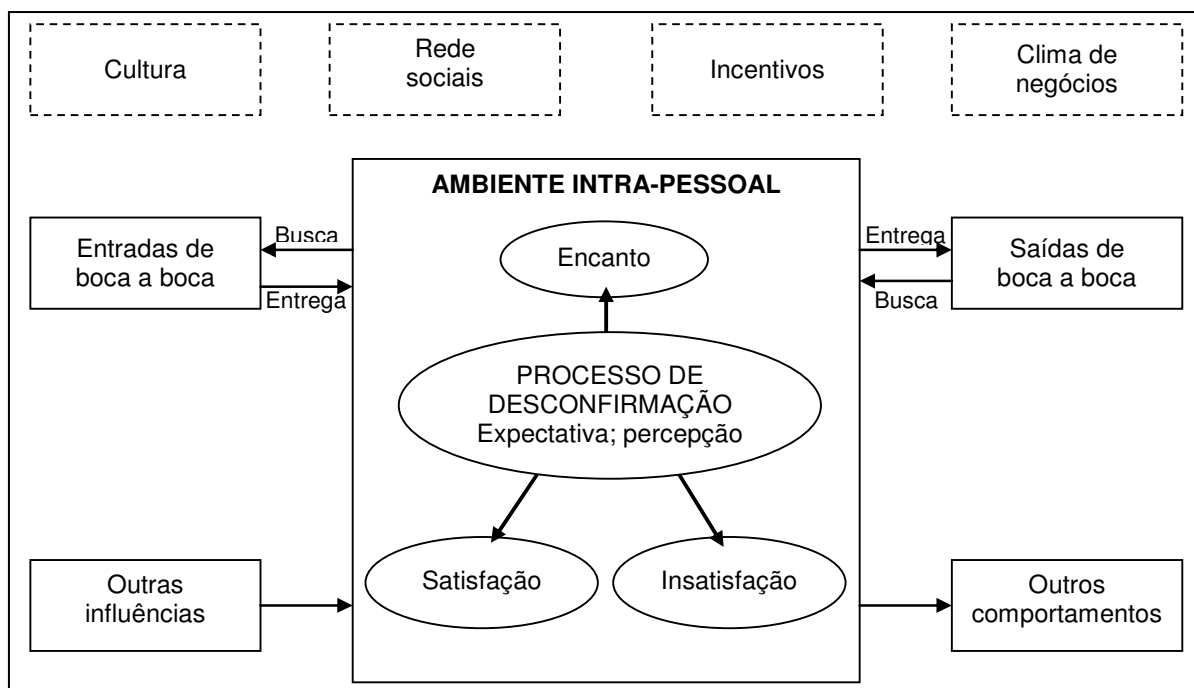 Cultura
Rede
sociais
Incentivos
Clima de
negócios
AMBIENTE INTRA-PESSOAL
Entradas de
boca a boca
Busca
Entrega
Encanto
Entrega
Busca
Saídas de
boca a boca
PROCESSO DE
DESCONFIRMAÇÃO
Expectativa; percepção
Satisfação
Insatisfação
Outras
influências
Outros
comportamentos